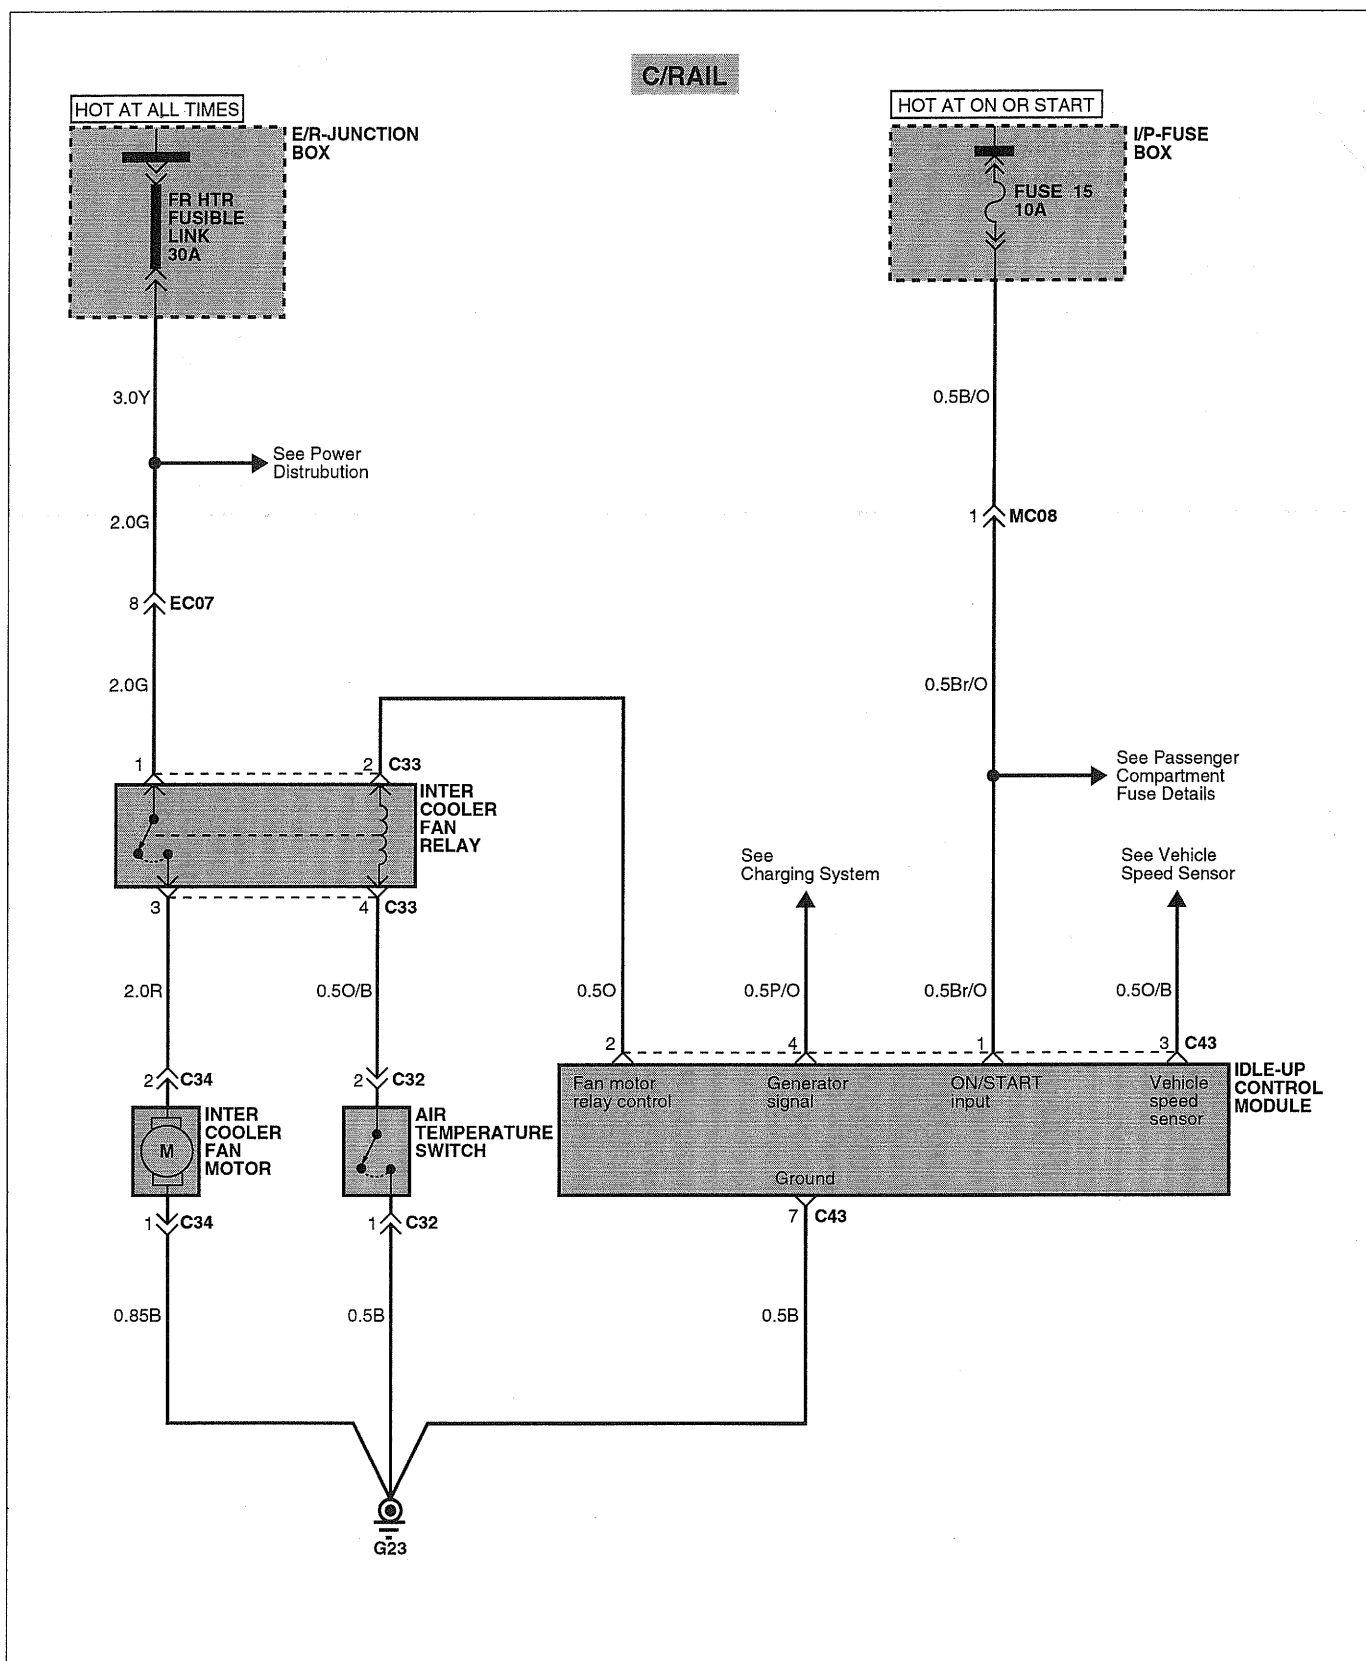 C/RAIL
HOT AT ALL TIMES
HOT AT ON OR START
E/R-JUNCTION
BOX
I/P-FUSE
BOX
FR HTR
FUSIBLE
LINK
30A
FUSE 15
10A
3.0Y
0.5B/O
See Power
Distrubution
2.0G
1 MC08
8 EC07
2.0G
0.5Br/O
1
2 C33
See Passenger
Compartment
Fuse Details
INTER
COOLER
FAN
RELAY
See
Charging System
See Vehicle
Speed Sensor
3
4 C33
2.0R
0.5O/B
0.5O
0.5P/O
0.5Br/O
0.5O/B
2
4
1
3 C43
2 C34
2 C32
Fan motor
relay control
Generator
signal
ON/START
input
Vehicle
speed
sensor
IDLE-UP
CONTROL
MODULE
INTER
COOLER
FAN
MOTOR
M
AIR
TEMPERATURE
SWITCH
Ground
1 C34
1 C32
7 C43
0.85B
0.5B
0.5B
G23